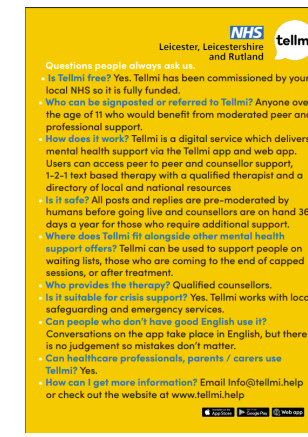 NHS
Leicester, Leicestershire
and Rutland
tellm
Questions people always ask us.
• Is Tellmi free? Yes. Tellmi has been commissioned by your
local NHS so it is fully funded.
• Who can be signposted or referred to Tellmi? Anyone over
the age of 11 who would benefit from moderated peer and
professional support.
• How does it work? Tellmi is a digital service which delivers
mental health support via the Tellmi app and web app.
Users can access peer to peer and counsellor support,
1-2-1 text based therapy with a qualified therapist and a
directory of local and national resources
• Is it safe? All posts and replies are pre-moderated by
humans before going live and counsellors are on hand 36
days a year for those who require additional support.
• Where does Tellmi fit alongside other mental health
support offers? Tellmi can be used to support people on
waiting lists, those who are coming to the end of capped
sessions, or after treatment.
• Who provides the therapy? Qualified counsellors.
• Is it suitable for crisis support? Yes. Tellmi works with loca
safeguarding and emergency services.
• Can people who don't have good English use it?
Conversations on the app take place in English, but there
is no judgement so mistakes don't matter.
• Can healthcare professionals, parents / carers use
Tellmi? Yes.
• How can I get more information? Email Info@tellmi.help
or check out the website at www.tellmi.help
App Store
Google Play
Web app